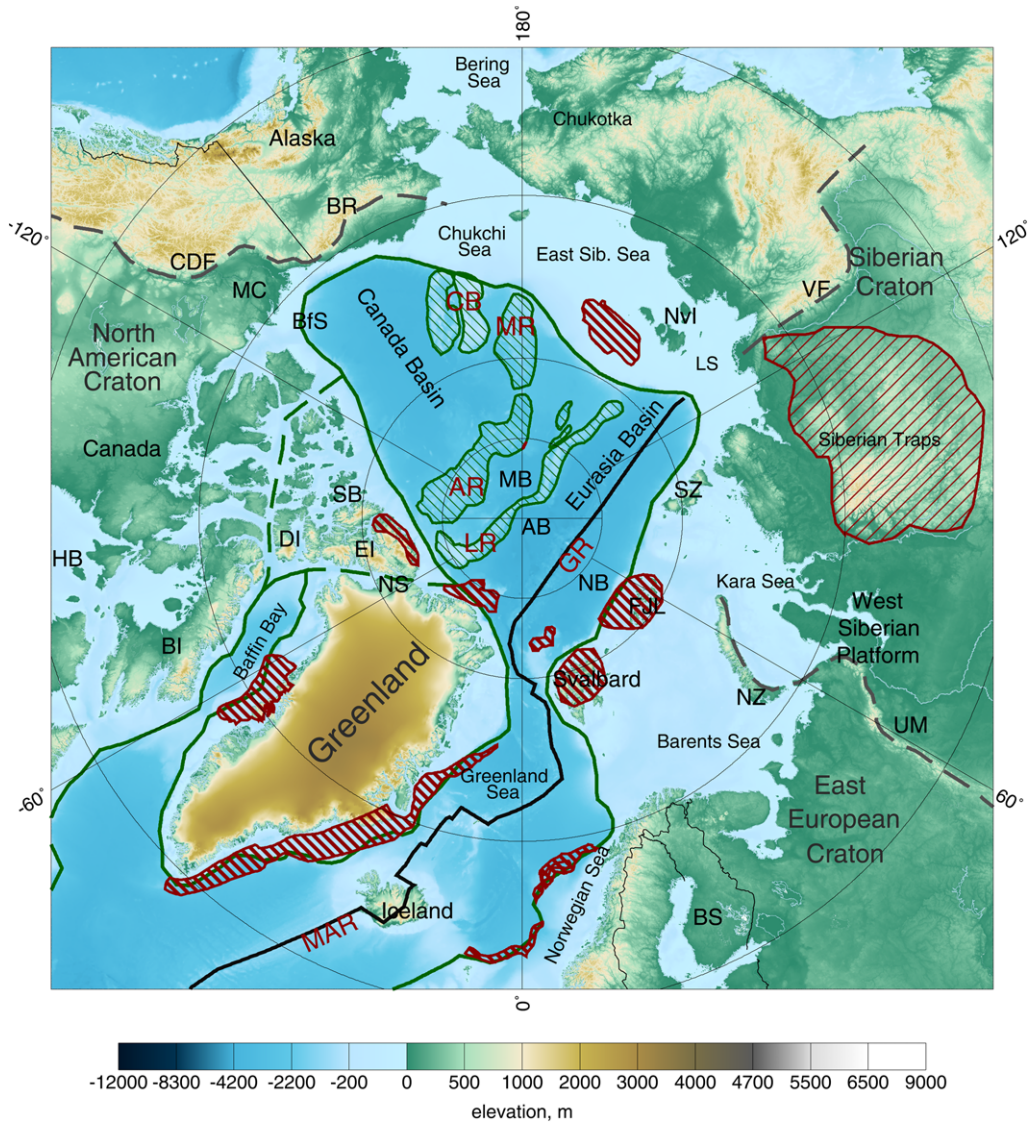 180°
Bering
Sea
Chukotka
Alaska
BR
-120°
120°
Chukchi
Sea
East Sib. Sea
CDF
Siberian
Craton
MC
VF
CB
BfS
NvI
MR
North
American
Craton
Canada Basin
LS
Canada
Siberian Traps
Eurasia Basin
MB
AR
SZ
SB
AB
DI
LR
EI
GR
HB
NS
NB
Kara Sea
FJL
West
Siberian
Platform
BI
Baffin Bay
Svalbard
Greenland
NZ
UM
Barents Sea
Greenland
Sea
-60°
60°
East
European
Craton
Norwegian Sea
Iceland
MAR
BS
0°
-12000 -8300 -4200 -2200 -200 0 500 1000 2000 3000 4000 4700 5500 6500 9000
elevation, m